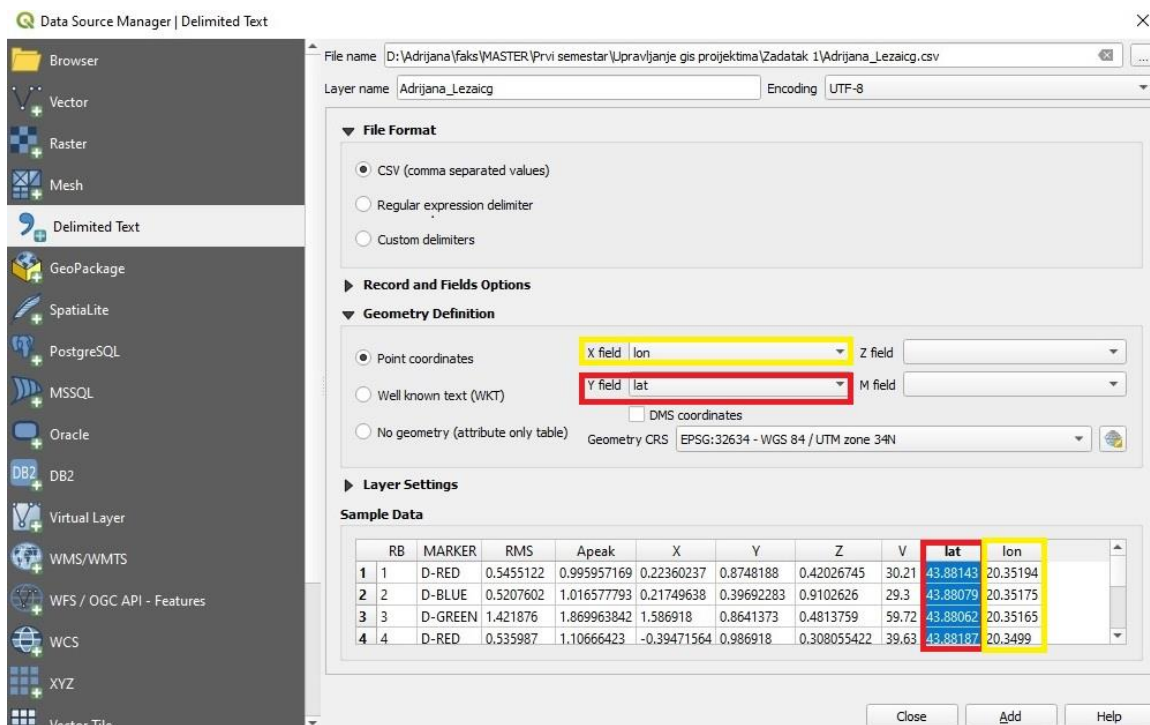 Data Source Manager | Delimited Text
Browser
Vector
Raster
Mesh
Delimited Text
GeoPackage
SpatiaLite
PostgreSQL
MSSQL
Oracle
DB2 DB2
Virtual Layer
WMS/WMTS
WFS / OGC API - Features
WCS
XYZ
Vector Tile
File name D:\Adrijana\faks\MASTER\Prvi semestar\Upravljanje gis proijektima\Zadatak 1\Adrijana_Lezaicg.csv ...
Layer name Adrijana_Lezaicg Encoding UTF-8
File Format
CSV (comma separated values)
Regular expression delimiter
Custom delimiters
Record and Fields Options
Geometry Definition
Point coordinates X field lon Z field
Well known text (WKT) Y field lat M field
DMS coordinates
No geometry (attribute only table) Geometry CRS EPSG:32634 - WGS 84 / UTM zone 34N
Layer Settings
Sample Data
RB MARKER RMS Apeak X Y Z V lat lon
1 1 D-RED 0.5455122 0.995957169 0.22360237 0.8748188 0.42026745 30.21 43.88143 20.35194
2 2 D-BLUE 0.5207602 1.016577793 0.21749638 0.39692283 0.9102626 29.3 43.88079 20.35175
3 3 D-GREEN 1.421876 1.869963842 1.586918 0.8641373 0.4813759 59.72 43.88062 20.35165
4 4 D-RED 0.535987 1.10666423 -0.39471564 0.986918 0.308055422 39.63 43.88187 20.3499
Close Add Help